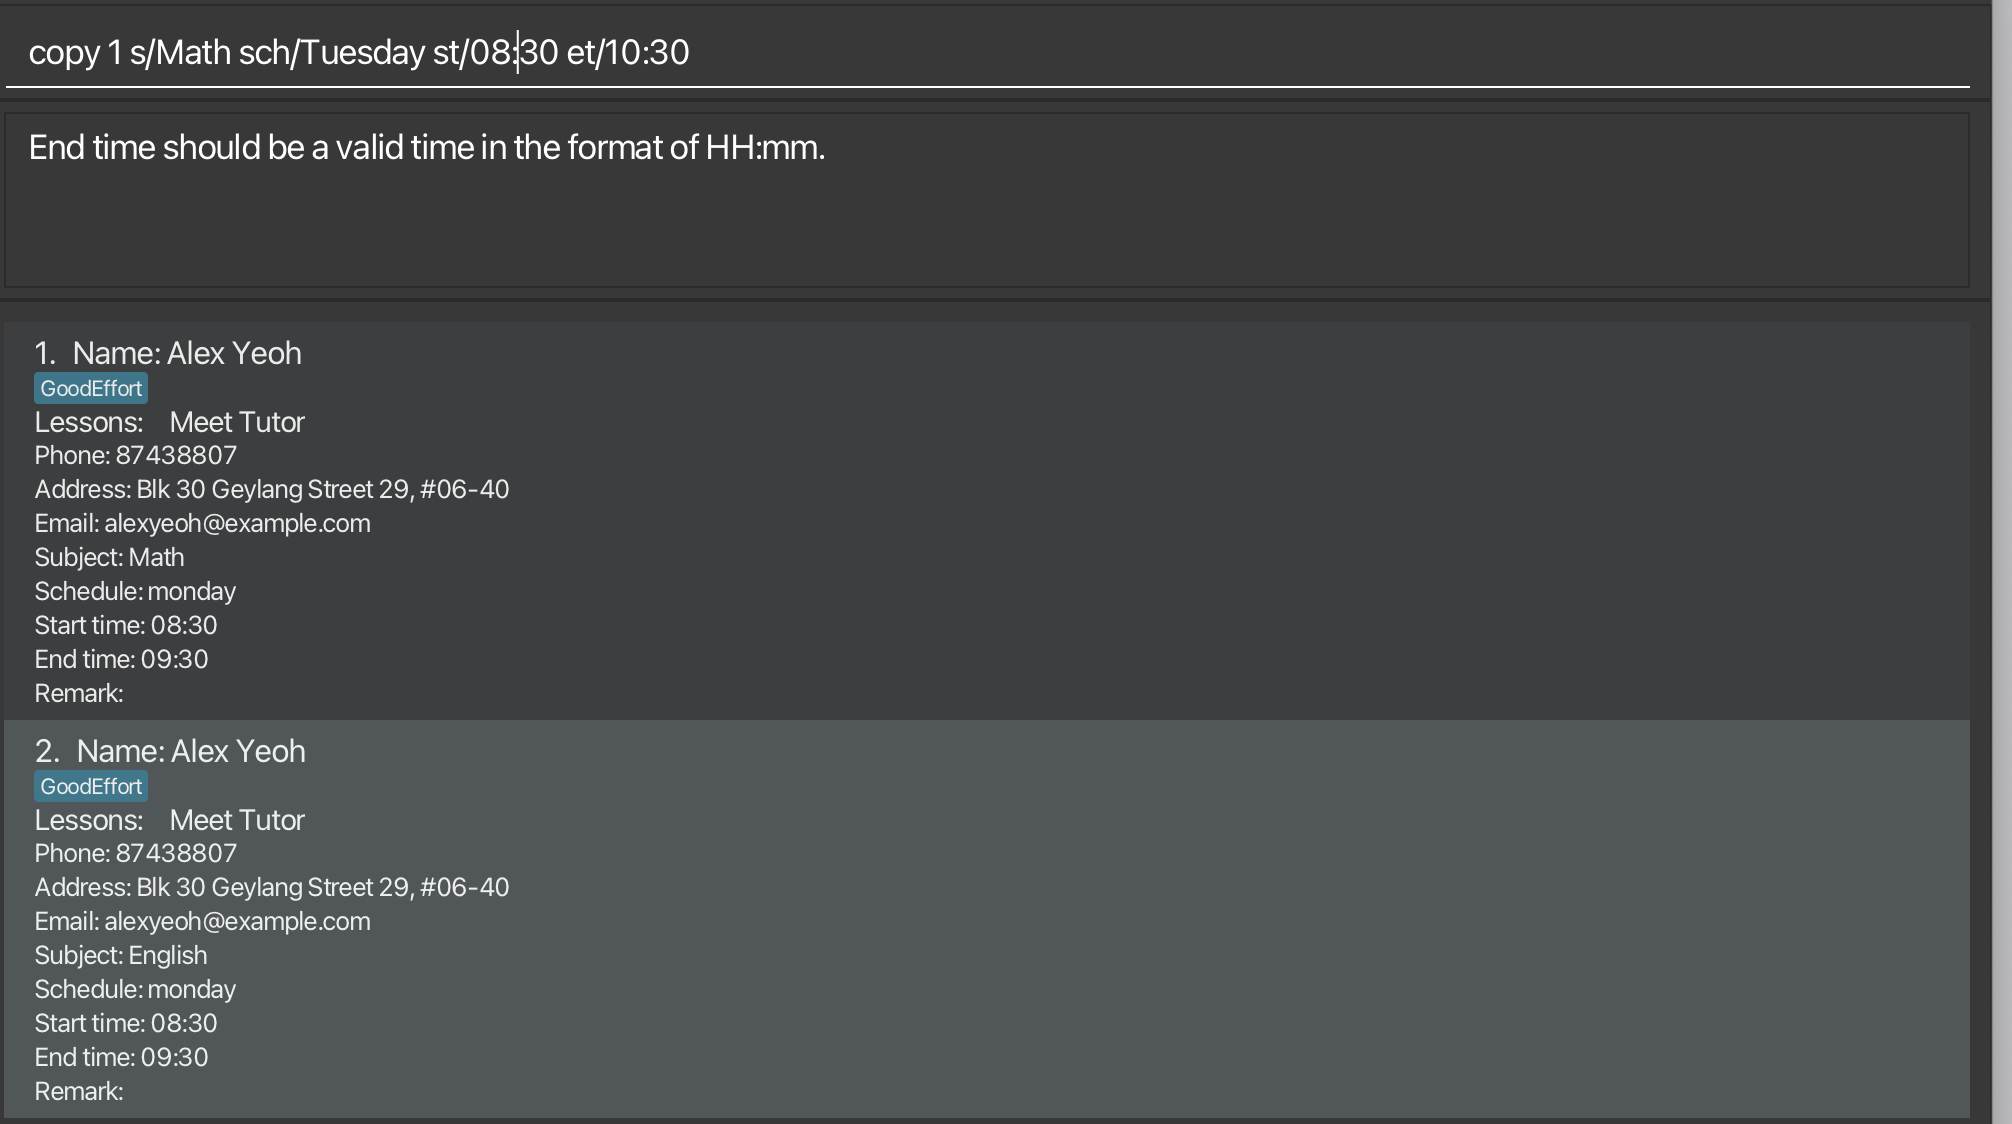 copy 1 s/Math sch/Tuesday st/08:30 et/10:30
End time should be a valid time in the format of HH:mm.
1. Name: Alex Yeoh
GoodEffort
Lessons: Meet Tutor
Phone: 87438807
Address: Blk 30 Geylang Street 29, #06-40
Email: alexyeoh@example.com
Subject: Math
Schedule: monday
Start time: 08:30
End time: 09:30
Remark:
2. Name: Alex Yeoh
GoodEffort
Lessons: Meet Tutor
Phone: 87438807
Address: Blk 30 Geylang Street 29, #06-40
Email: alexyeoh@example.com
Subject: English
Schedule: monday
Start time: 08:30
End time: 09:30
Remark: